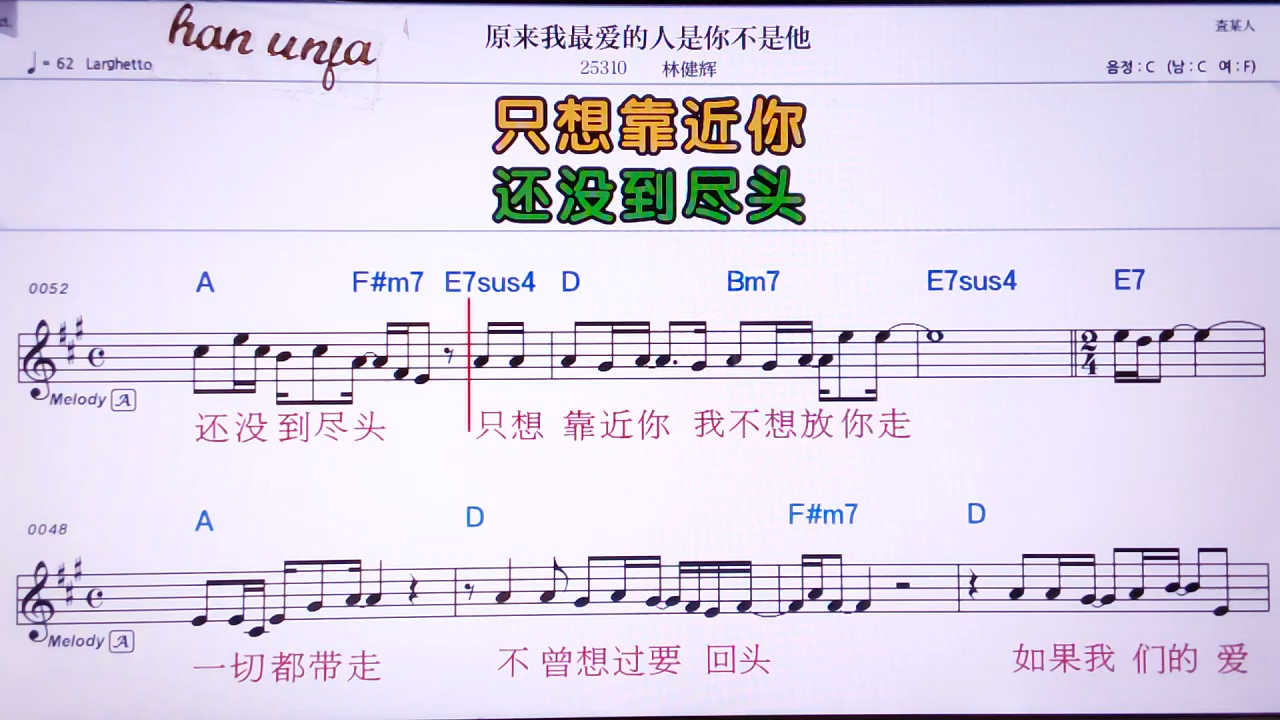 han unfa
原来我最爱的人是你不是他
査某人
♩= 62 Larghetto
25310 林健辉
음정 : C (남 : C 여 : F)
只想靠近你
还没到尽头
A F#m7 E7sus4 D Bm7 E7sus4 E7
0052
2 4
Melody A
还没到尽头 只想 靠近你 我不想放你走
A D F#m7 D
0048
Melody A
一切都带走 不曾想过要 回头 如果我 们的 爱